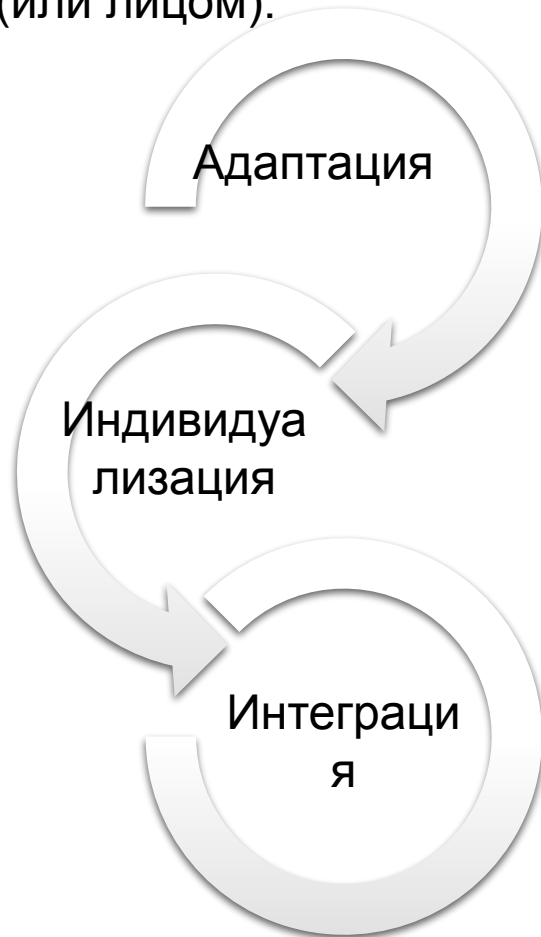 (или лицом).
Адаптация
Индивидуа
лизация
Интеграци
я